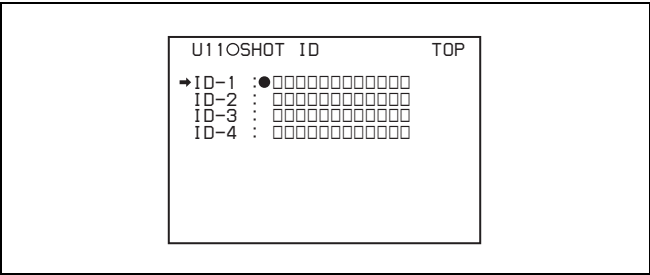 U11○SHOT ID TOP
➡ID-1 :●□□□□□□□□□□□□
ID-2 : □□□□□□□□□□□□
ID-3 : □□□□□□□□□□□□
ID-4 : □□□□□□□□□□□□